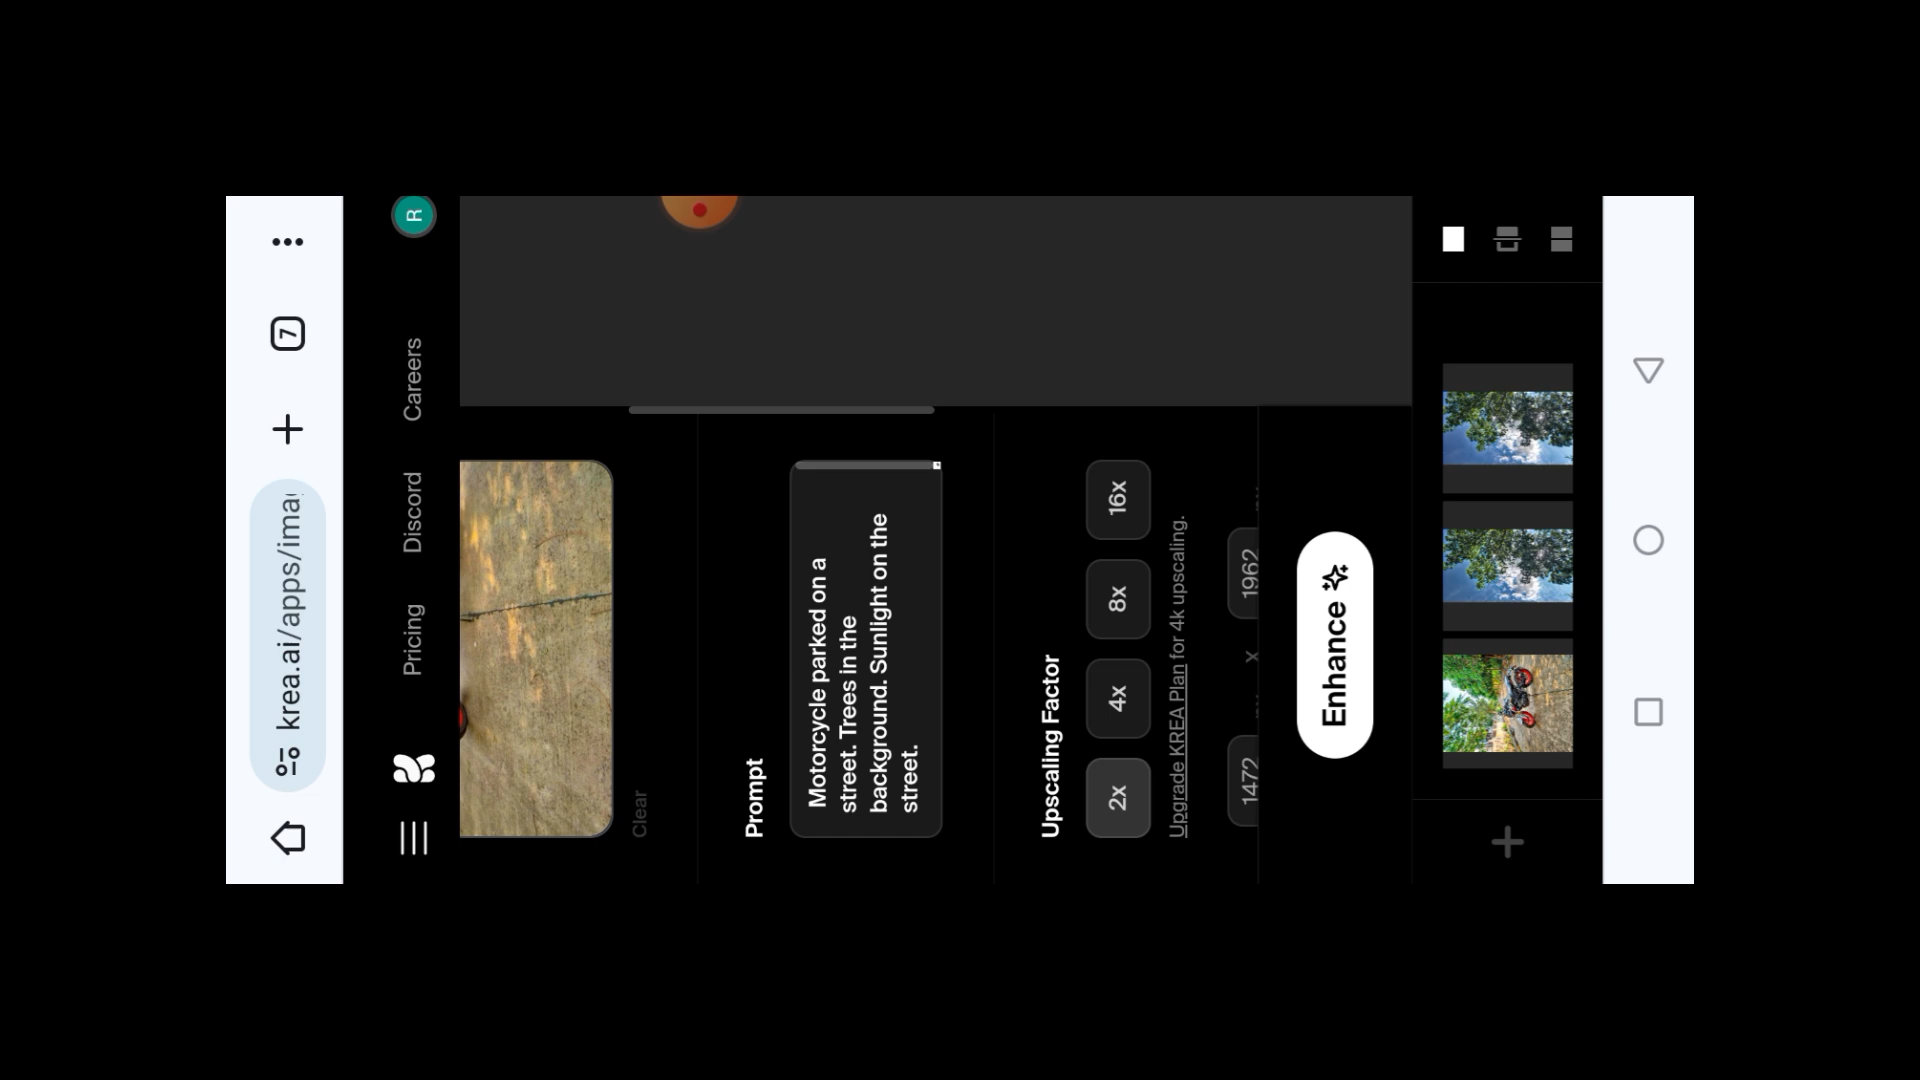 7
krea.ai/apps/ima
Pricing
Discord
Careers
R
Clear
Prompt
Motorcycle parked on a
street. Trees in the
background. Sunlight on the
street.
Upscaling Factor
2x
4x
8x
16x
Upgrade KREA Plan for 4k upscaling.
1472
x
1962
Enhance